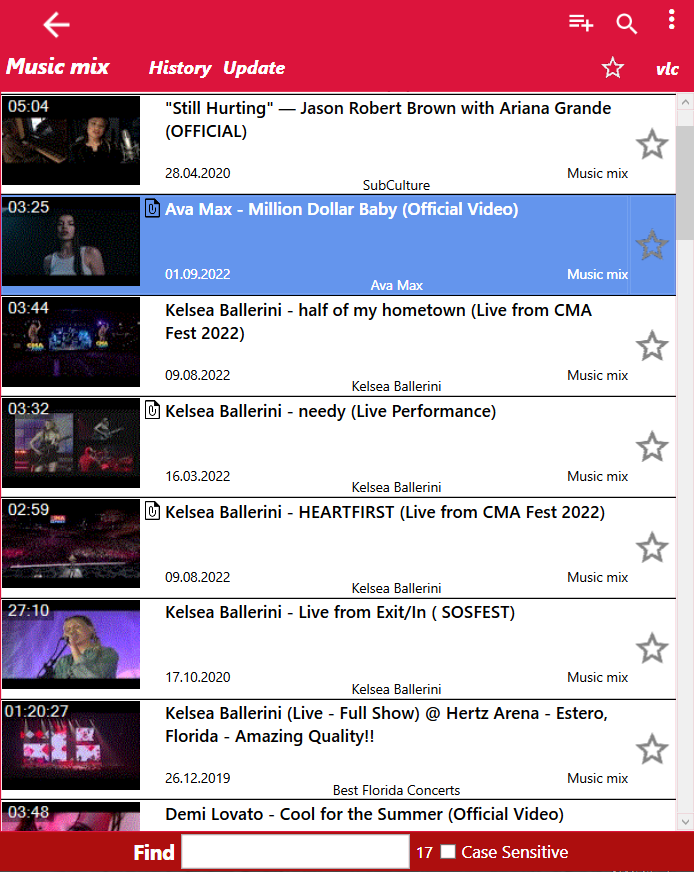 Music mix History Update vlc
05:04
"Still Hurting" — Jason Robert Brown with Ariana Grande
(OFFICIAL)
28.04.2020 Music mix
SubCulture
03:25
Ava Max - Million Dollar Baby (Official Video)
01.09.2022 Music mix
Ava Max
03:44
Kelsea Ballerini - half of my hometown (Live from CMA
Fest 2022)
09.08.2022 Music mix
Kelsea Ballerini
03:32
Kelsea Ballerini - needy (Live Performance)
16.03.2022 Music mix
Kelsea Ballerini
02:59
Kelsea Ballerini - HEARTFIRST (Live from CMA Fest 2022)
09.08.2022 Music mix
Kelsea Ballerini
27:10
Kelsea Ballerini - Live from Exit/In ( SOSFEST)
17.10.2020 Music mix
Kelsea Ballerini
01:20:27
Kelsea Ballerini (Live - Full Show) @ Hertz Arena - Estero,
Florida - Amazing Quality!!
26.12.2019 Music mix
Best Florida Concerts
03:48
Demi Lovato - Cool for the Summer (Official Video)
Find 17 Case Sensitive